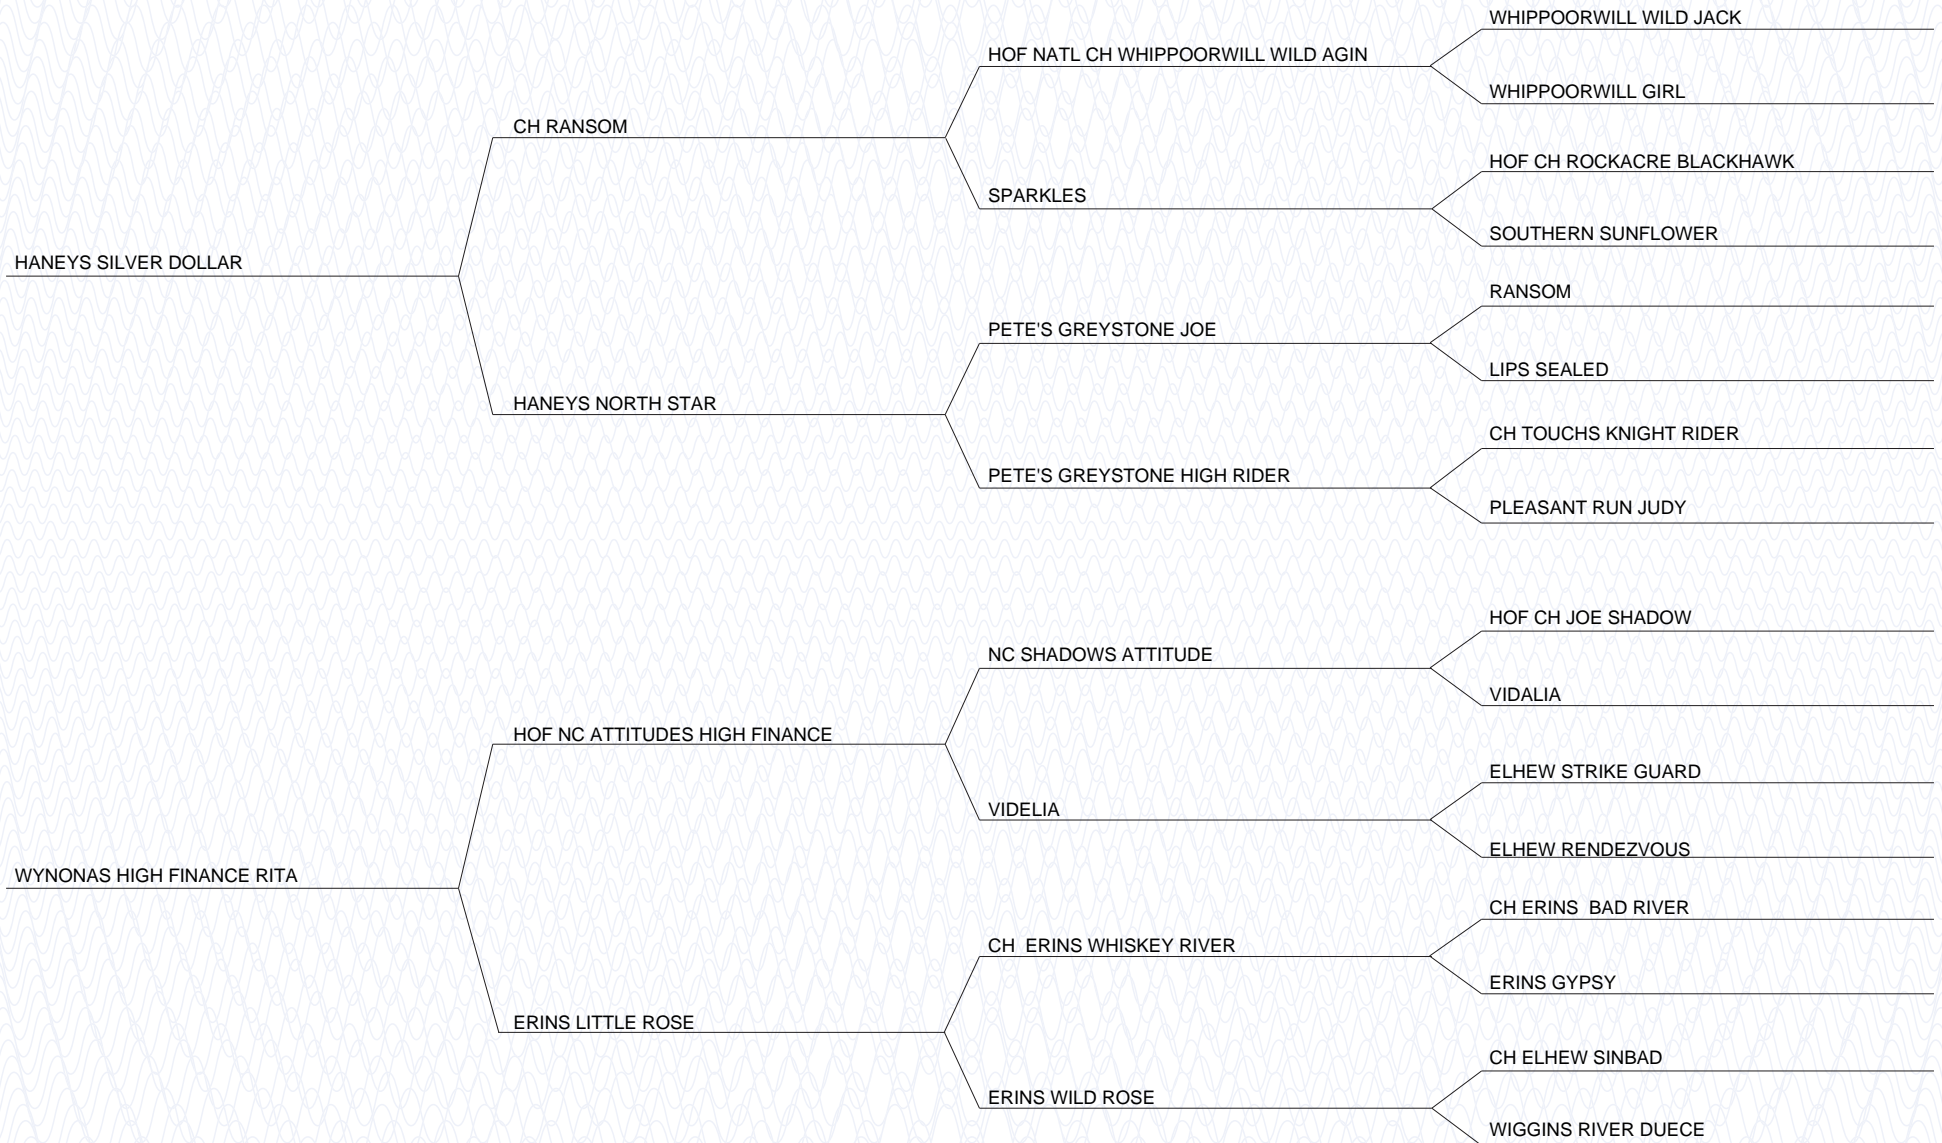 WHIPPOORWILL WILD JACK
HOF NATL CH WHIPPOORWILL WILD AGIN
WHIPPOORWILL GIRL
CH RANSOM
HOF CH ROCKACRE BLACKHAWK
SPARKLES
SOUTHERN SUNFLOWER
HANEYS SILVER DOLLAR
RANSOM
PETE'S GREYSTONE JOE
LIPS SEALED
HANEYS NORTH STAR
CH TOUCHS KNIGHT RIDER
PETE'S GREYSTONE HIGH RIDER
PLEASANT RUN JUDY
HOF CH JOE SHADOW
NC SHADOWS ATTITUDE
VIDALIA
HOF NC ATTITUDES HIGH FINANCE
ELHEW STRIKE GUARD
VIDELIA
ELHEW RENDEZVOUS
WYNONAS HIGH FINANCE RITA
CH ERINS  BAD RIVER
CH  ERINS WHISKEY RIVER
ERINS GYPSY
ERINS LITTLE ROSE
CH ELHEW SINBAD
ERINS WILD ROSE
WIGGINS RIVER DUECE